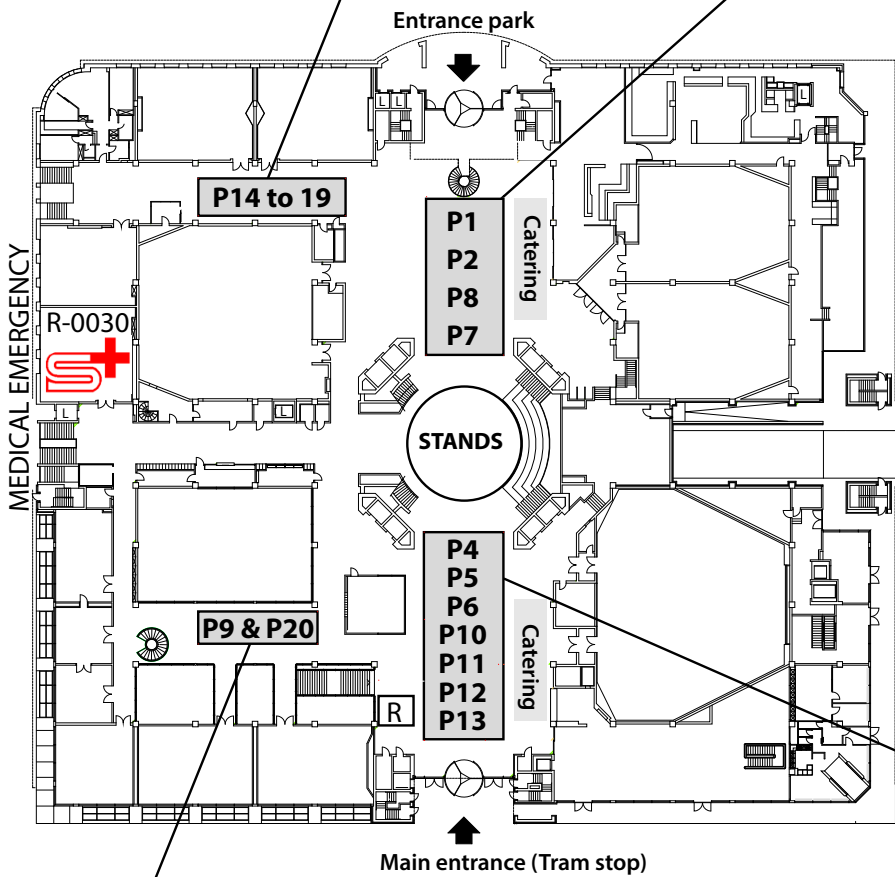 Entrance park
L L
L
P14 to 19
P1
P2
P8
P7
Catering
MEDICAL EMERGENCY
R-0030
S+
L
L
STANDS
P4
P5
P6
P10
P11
P12
P13
Catering
P9 & P20
R
Main entrance (Tram stop)